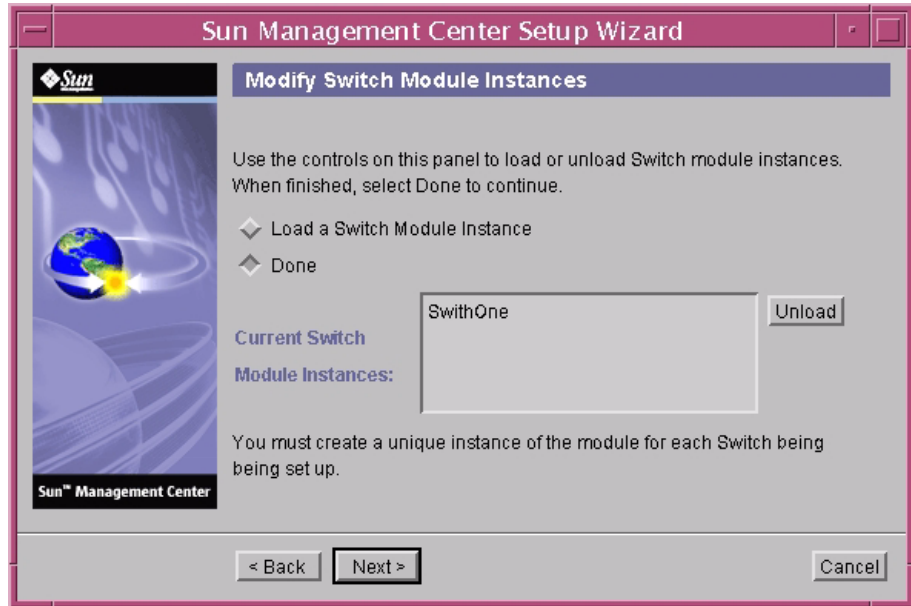 Sun Management Center Setup Wizard
Sun
Modify Switch Module Instances
Use the controls on this panel to load or unload Switch module instances.
When finished, select Done to continue.
Load a Switch Module Instance
Done
Current Switch
Module Instances:
SwithOne
Unload
You must create a unique instance of the module for each Switch being
being set up.
Sun™ Management Center
< Back
Next >
Cancel